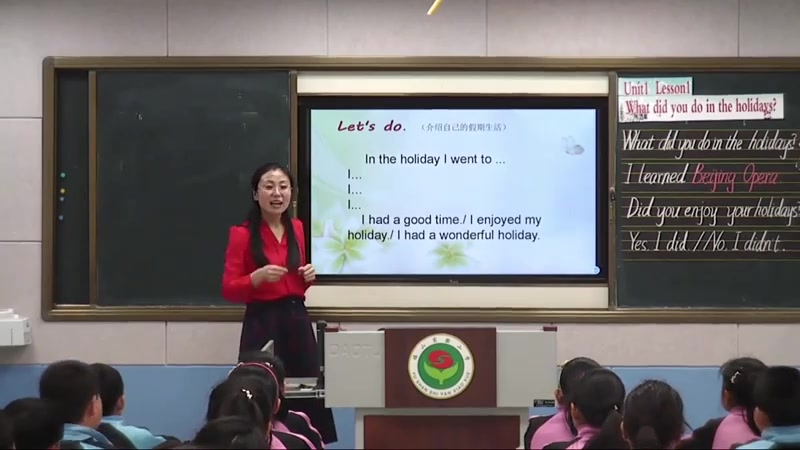 Let's do. （介绍自己的假期生活）
In the holiday I went to ...
I...
I...
I...
I had a good time./ I enjoyed my
holiday./ I had a wonderful holiday.
Unit1 Lesson1
What did you do in the holidays?
What did you do in the holidays?
I learned Beijing Opera.
Did you enjoy your holidays?
Yes. I did. // No. I didn't.